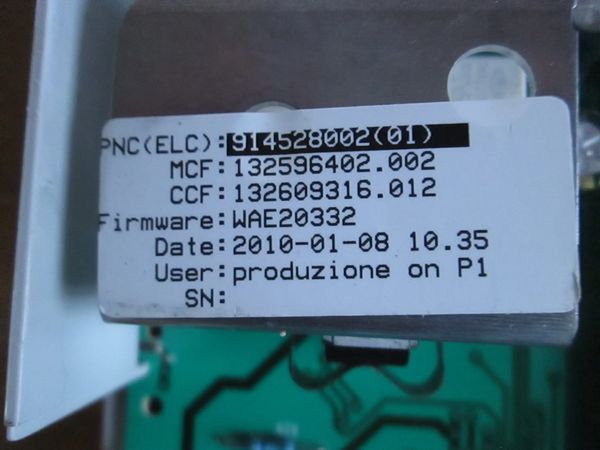 PNC(ELC):914528002(01)
MCF:132596402.002
CCF:132609316.012
Firmware:WAE20332
Date:2010-01-08 10.35
User:produzione on P1
SN: